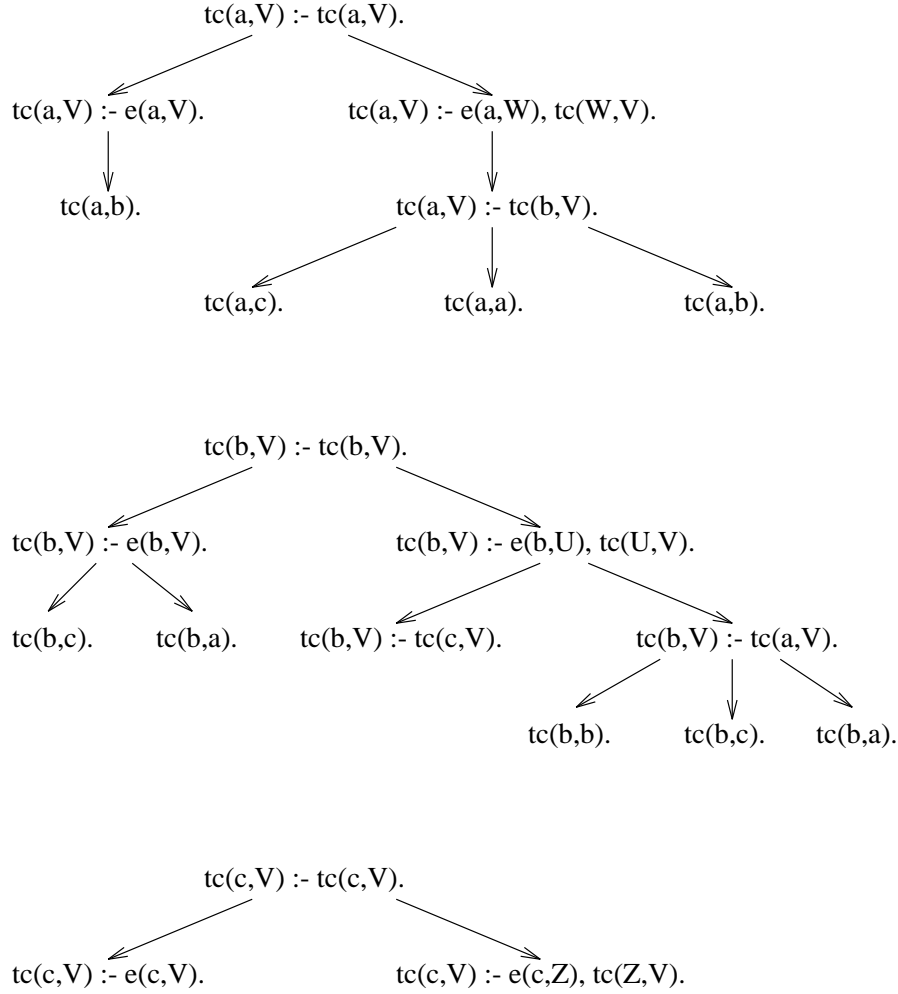 tc(a,V) :- tc(a,V).
tc(a,V) :- e(a,V). tc(a,V) :- e(a,W), tc(W,V).
tc(a,b). tc(a,V) :- tc(b,V).
tc(a,c). tc(a,a). tc(a,b).
tc(b,V) :- tc(b,V).
tc(b,V) :- e(b,V). tc(b,V) :- e(b,U), tc(U,V).
tc(b,c). tc(b,a). tc(b,V) :- tc(c,V). tc(b,V) :- tc(a,V).
tc(b,b). tc(b,c). tc(b,a).
tc(c,V) :- tc(c,V).
tc(c,V) :- e(c,V). tc(c,V) :- e(c,Z), tc(Z,V).